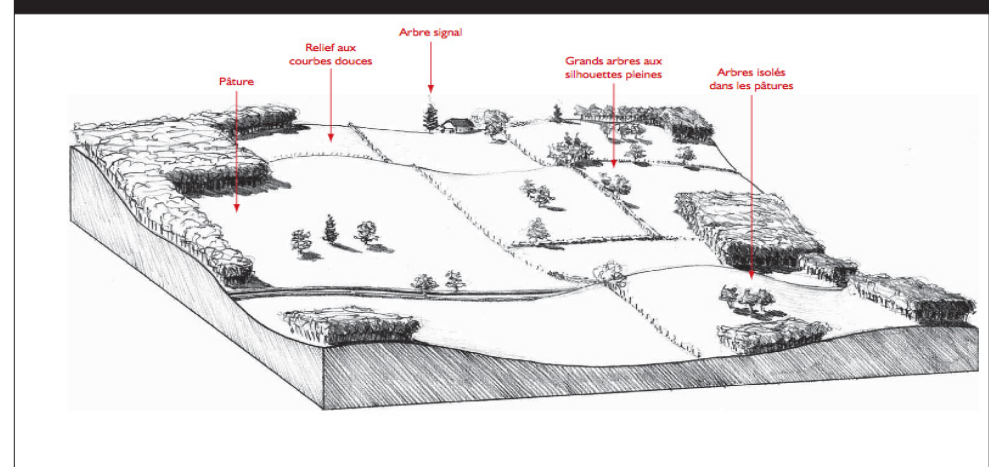 Arbre signal
Relief aux
courbes douces
Grands arbres aux
silhouettes pleines
Arbres isolés
dans les pâtures
Pâture